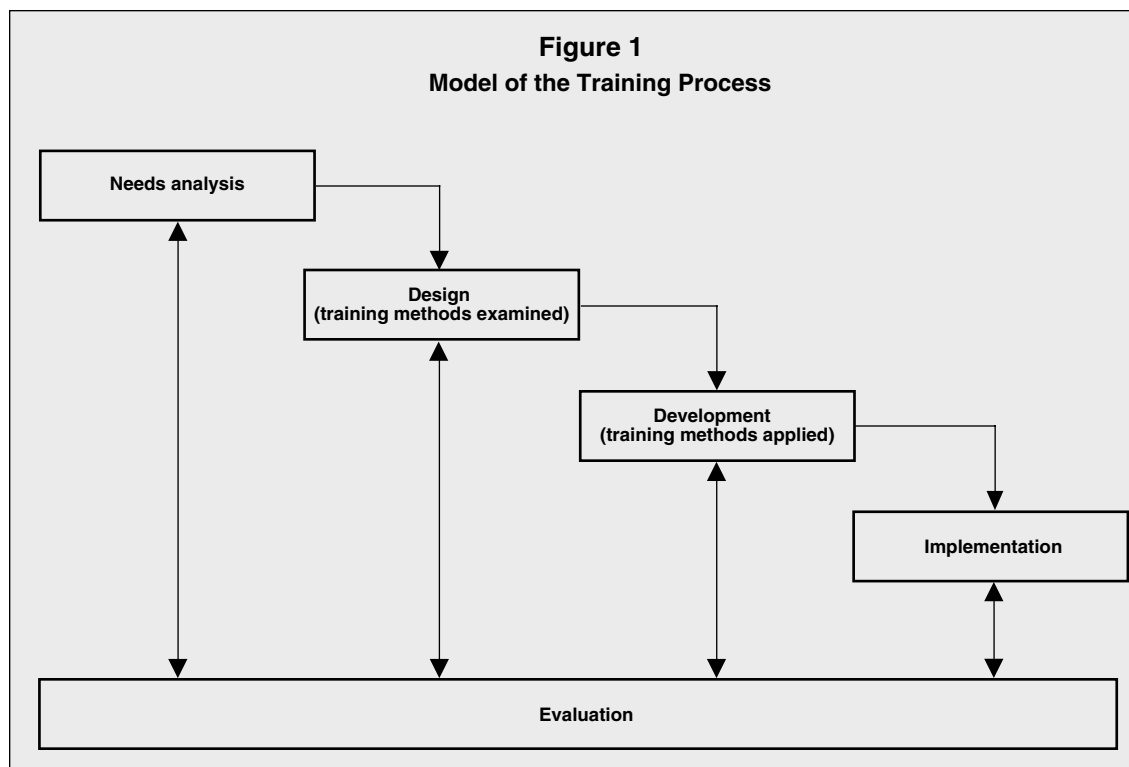 Figure 1
Model of the Training Process
Needs analysis
Design
(training methods examined)
Development
(training methods applied)
Implementation
Evaluation